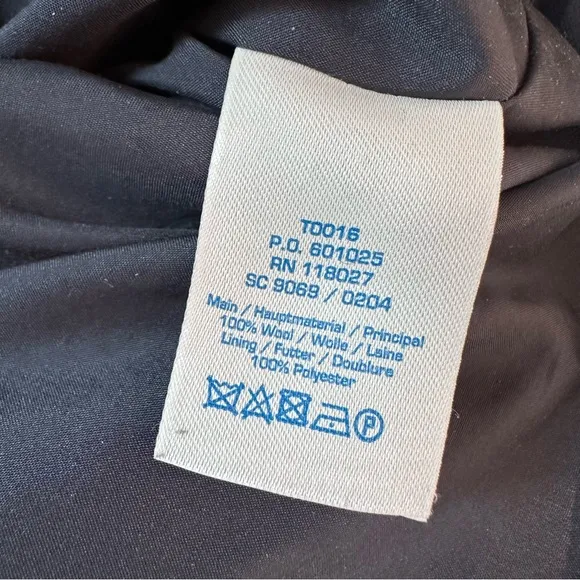 T0016
P.O. 601025
RN 118027
SC 9069 / 0204
Main / Hauptmaterial / Principal
100% Wool / Wolle / Laine
Lining / Futter / Doublure
100% Polyester
P